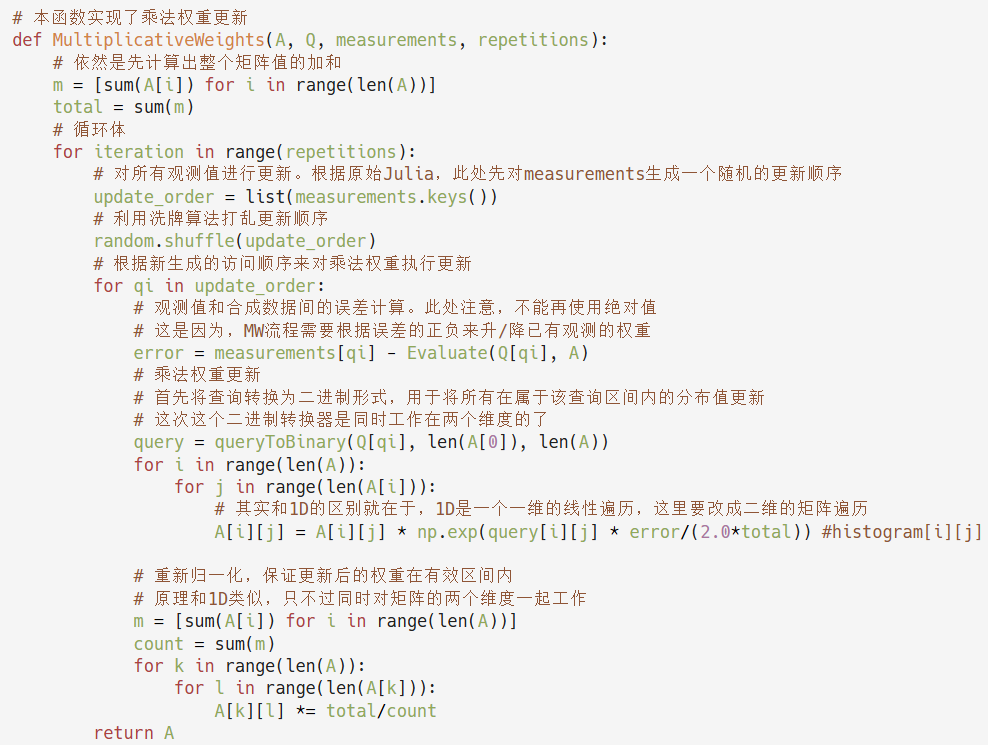 # 本函数实现了乘法权重更新
def MultiplicativeWeights(A, Q, measurements, repetitions):
    # 依然是先计算出整个矩阵值的加和
    m = [sum(A[i]) for i in range(len(A))]
    total = sum(m)
    # 循环体
    for iteration in range(repetitions):
        # 对所有观测值进行更新。根据原始Julia，此处先对measurements生成一个随机的更新顺序
        update_order = list(measurements.keys())
        # 利用洗牌算法打乱更新顺序
        random.shuffle(update_order)
        # 根据新生成的访问顺序来对乘法权重执行更新
        for qi in update_order:
            # 观测值和合成数据间的误差计算。此处注意，不能再使用绝对值
            # 这是因为，MW流程需要根据误差的正负来升/降已有观测的权重
            error = measurements[qi] - Evaluate(Q[qi], A)
            # 乘法权重更新
            # 首先将查询转换为二进制形式，用于将所有在属于该查询区间内的分布值更新
            # 这次这个二进制转换器是同时工作在两个维度的了
            query = queryToBinary(Q[qi], len(A[0]), len(A))
            for i in range(len(A)):
                for j in range(len(A[i])):
                    # 其实和1D的区别就在于，1D是一个一维的线性遍历，这里要改成二维的矩阵遍历
                    A[i][j] = A[i][j] * np.exp(query[i][j] * error/(2.0*total)) #histogram[i][j]
            # 重新归一化，保证更新后的权重在有效区间内
            # 原理和1D类似，只不过同时对矩阵的两个维度一起工作
            m = [sum(A[i]) for i in range(len(A))]
            count = sum(m)
            for k in range(len(A)):
                for l in range(len(A[k])):
                    A[k][l] *= total/count
        return A